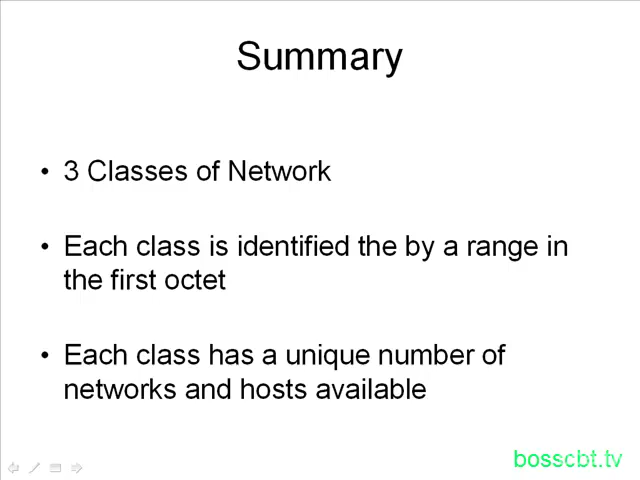 Summary
• 3 Classes of Network
• Each class is identified the by a range in
the first octet
• Each class has a unique number of
networks and hosts available
bosscbt.tv